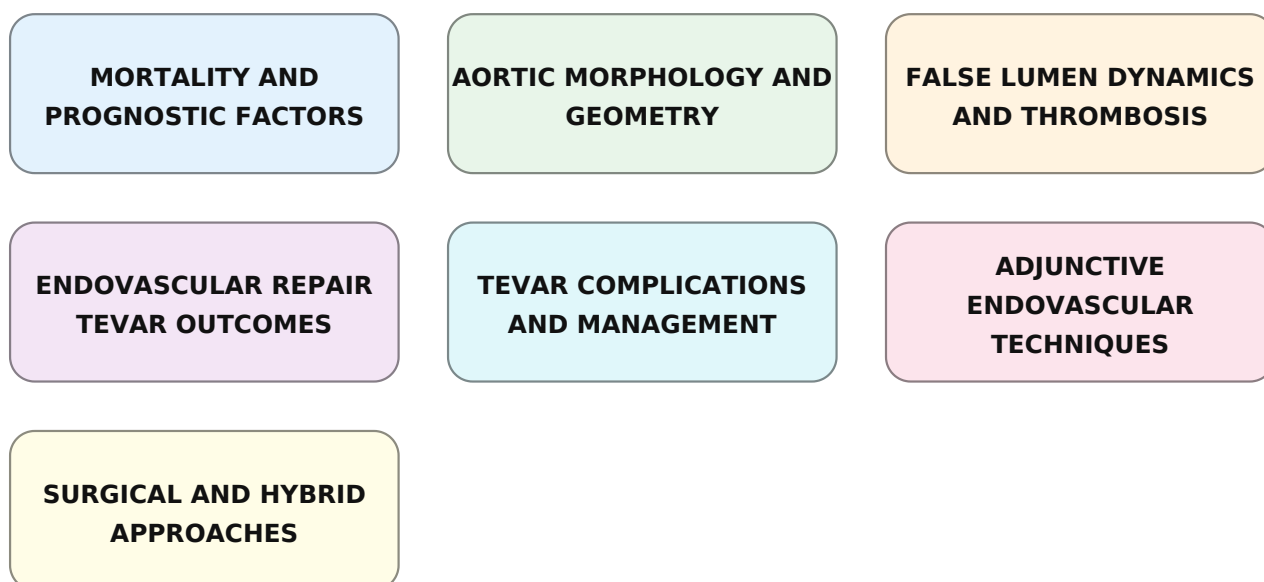 MORTALITY AND
PROGNOSTIC FACTORS
AORTIC MORPHOLOGY AND
GEOMETRY
FALSE LUMEN DYNAMICS
AND THROMBOSIS
ENDOVASCULAR REPAIR
TEVAR OUTCOMES
TEVAR COMPLICATIONS
AND MANAGEMENT
ADJUNCTIVE
ENDOVASCULAR
TECHNIQUES
SURGICAL AND HYBRID
APPROACHES